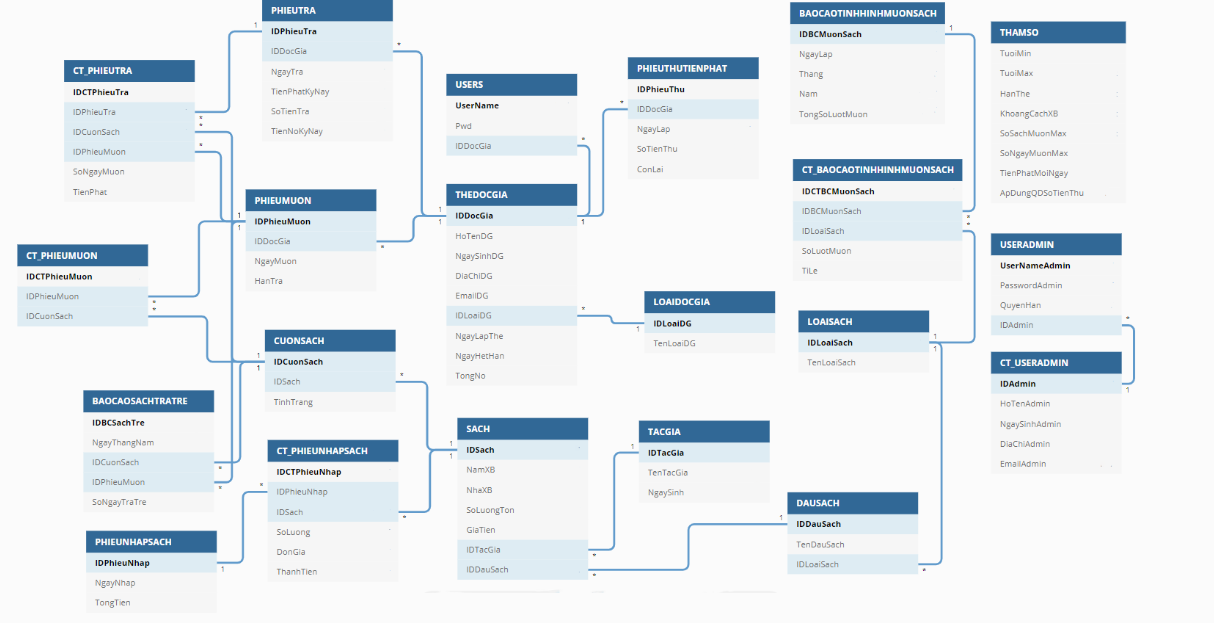 PHIEUTRA
IDPhieuTra
IDDocGia
NgayTra
TienPhatKyNay
SoTienTra
TienNoKyNay
CT_PHIEUTRA
IDCTPhieuTra
IDPhieuTra
IDCuonSach
IDPhieuMuon
SoNgayMuon
TienPhat
USERS
UserName
Pwd
IDDocGia
PHIEUTHUTIENPHAT
IDPhieuThu
IDDocGia
NgayLap
SoTienThu
ConLai
BAOCAOTINHHINHMUONSACH
IDBCMuonSach
NgayLap
Thang
Nam
TongSoLuotMuon
THAMSO
TuoiMin
TuoiMax
HanThe
KhoangCachXB
SoSachMuonMax
SoNgayMuonMax
TienPhatMoiNgay
ApDungQDSoTienThu
PHIEUMUON
IDPhieuMuon
IDDocGia
NgayMuon
HanTra
THEDOCGIA
IDDocGia
HoTenDG
NgaySinhDG
DiaChiDG
EmailDG
IDLoaiDG
NgayLapThe
NgayHetHan
TongNo
CT_BAOCAOTINHHINHMUONSACH
IDCTBCMuonSach
IDBCMuonSach
IDLoaiSach
SoLuotMuon
TiLe
CT_PHIEUMUON
IDCTPhieuMuon
IDPhieuMuon
IDCuonSach
USERADMIN
UserNameAdmin
PasswordAdmin
QuyenHan
IDAdmin
LOAIDOCGIA
IDLoaiDG
TenLoaiDG
LOAISACH
IDLoaiSach
TenLoaiSach
CUONSACH
IDCuonSach
IDSach
TinhTrang
CT_USERADMIN
IDAdmin
HoTenAdmin
NgaySinhAdmin
DiaChiAdmin
EmailAdmin
BAOCAOSACHTRATRE
IDBCSachTre
NgayThangNam
IDCuonSach
IDPhieuMuon
SoNgayTraTre
CT_PHIEUNHAPSACH
IDCTPhieuNhap
IDPhieuNhap
IDSach
SoLuong
DonGia
ThanhTien
SACH
IDSach
NamXB
NhaXB
SoLuongTon
GiaTien
IDTacGia
IDDauSach
TACGIA
IDTacGia
TenTacGia
NgaySinh
DAUSACH
IDDauSach
TenDauSach
IDLoaiSach
PHIEUNHAPSACH
IDPhieuNhap
NgayNhap
TongTien